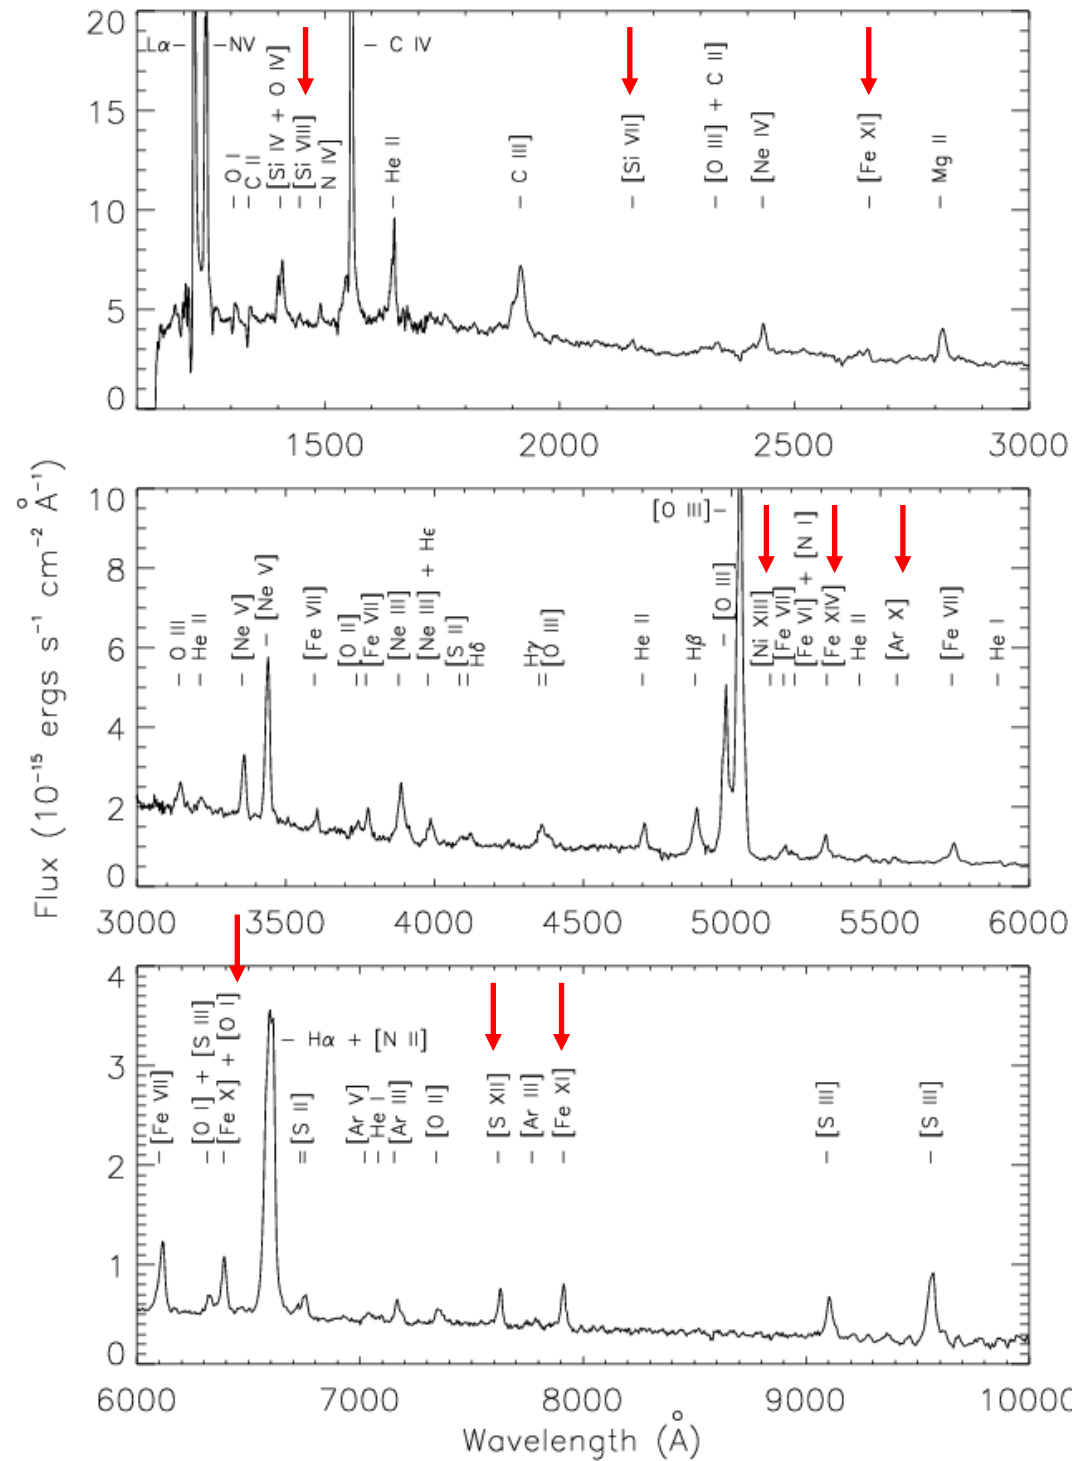 20
15
10
5
0
Lα–
–NV
– C IV
O I
C II
[Si IV + O IV]
[Si VIII]
N IV]
He II
C III]
[Si VII]
[O III] + C II]
[Ne IV]
[Fe XI]
Mg II
1500 2000 2500 3000
10
8
6
4
2
0
O III
He II
[Ne V]
– [Ne V]
[Fe VII]
[O II]
[Fe VII]
[Ne III]
[Ne III] + Hϵ
[S II]
Hδ
Hγ
[O III]
He II
Hβ
– [O III]
[O III]–
[Ni XIII]
[Fe VII]
[Fe VI] + [N I]
[Fe XIV]
He II
[Ar X]
[Fe VII]
He I
3000 3500 4000 4500 5000 5500 6000
Flux (10⁻¹⁵ ergs s⁻¹ cm⁻² Å⁻¹)
4
3
2
1
0
[Fe VII]
[O I] + [S III]
[Fe X] + [O I]
– Hα + [N II]
[S II]
[Ar V]
He I
[Ar III]
[O II]
[S XII]
[Ar III]
[Fe XI]
[S III]
[S III]
6000 7000 8000 9000 10000
Wavelength (Å)